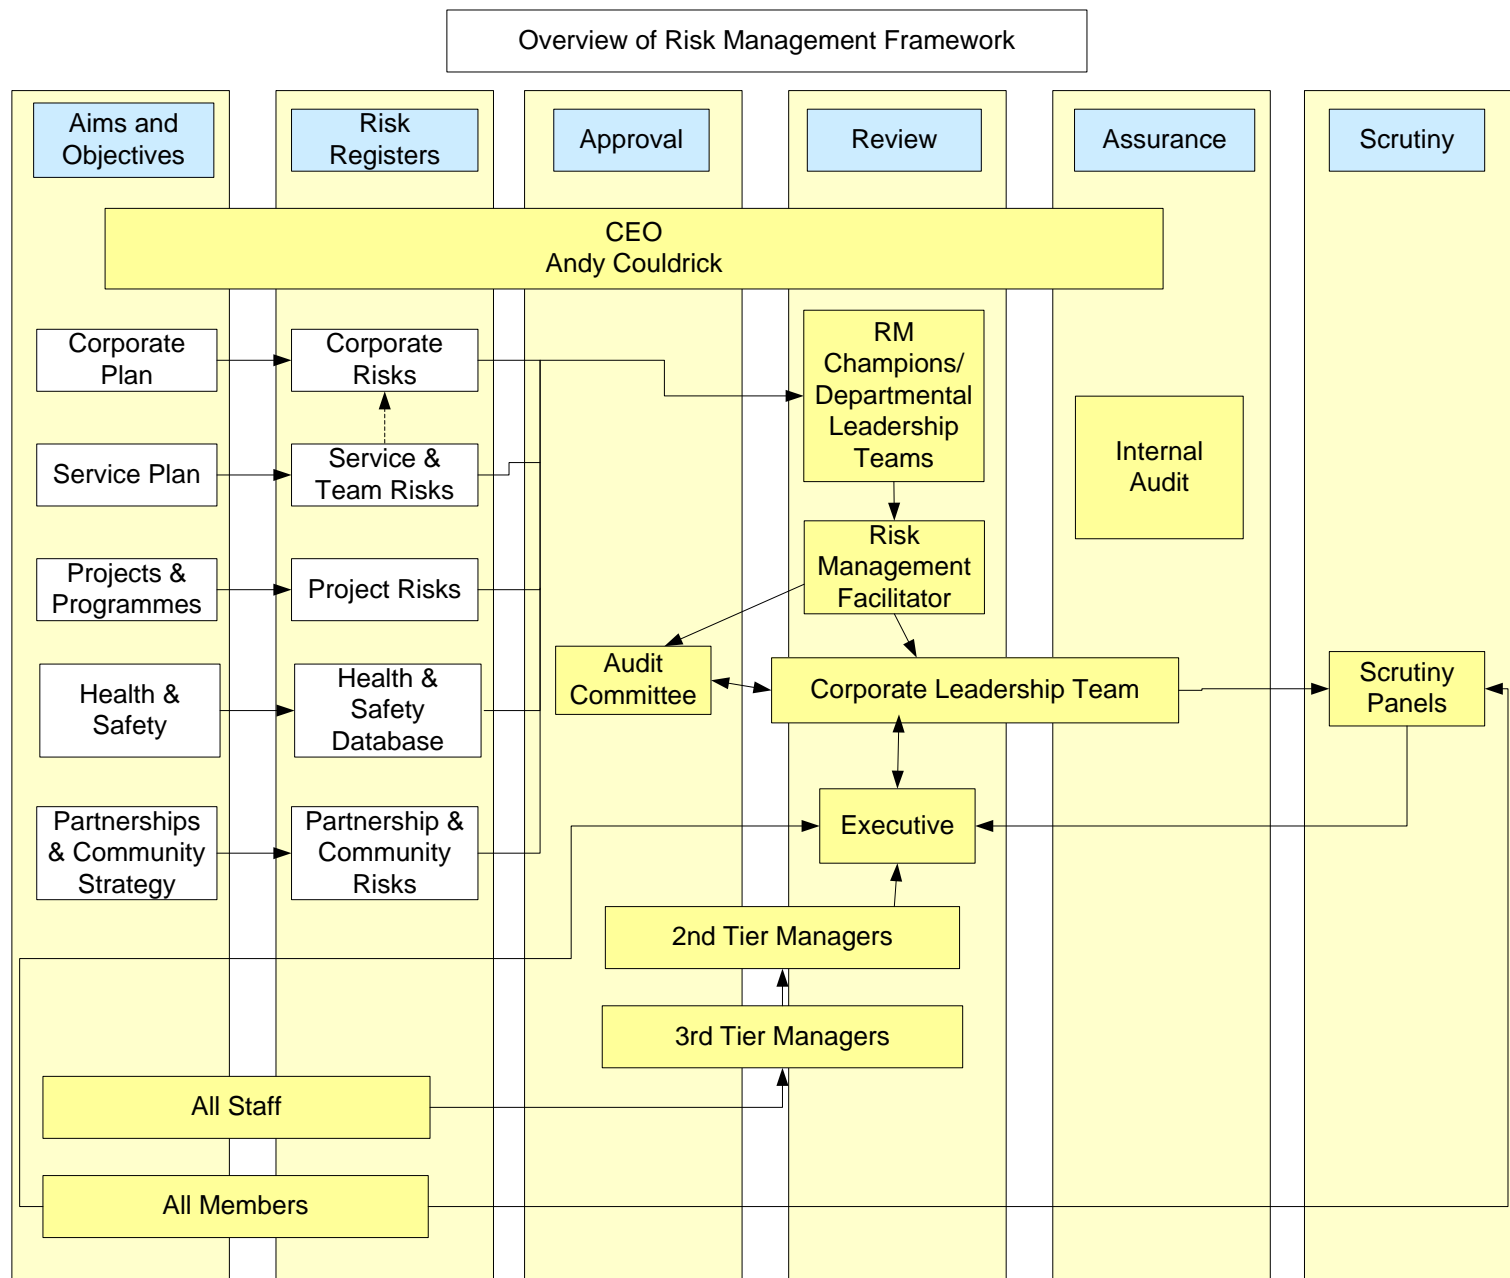 Overview of Risk Management Framework
Aims and
Objectives
Risk
Registers
Approval
Review
Assurance
Scrutiny
CEO
Andy Couldrick
Corporate
Plan
Corporate
Risks
RM
Champions/
Departmental
Leadership
Teams
Internal
Audit
Service Plan
Service &
Team Risks
Projects &
Programmes
Project Risks
Risk
Management
Facilitator
Health &
Safety
Health &
Safety
Database
Audit
Committee
Corporate Leadership Team
Scrutiny
Panels
Partnerships
& Community
Strategy
Partnership &
Community
Risks
Executive
2nd Tier Managers
3rd Tier Managers
All Staff
All Members